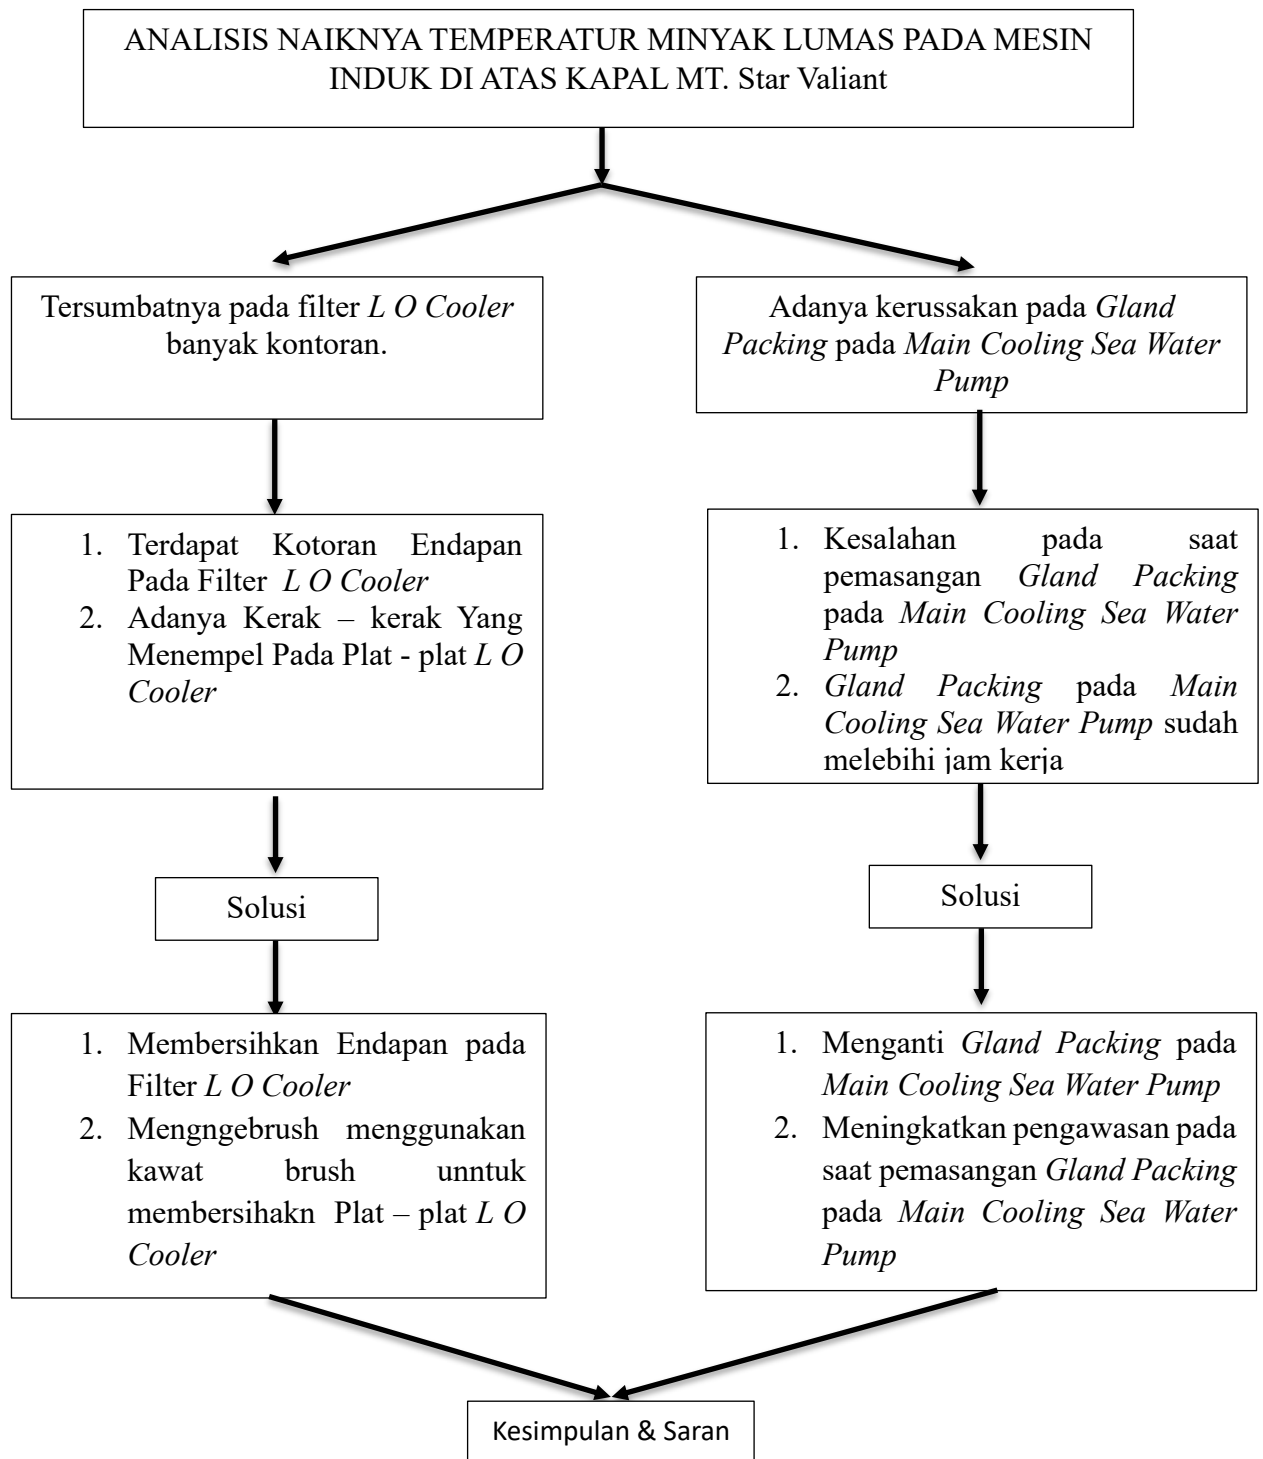 ANALISIS NAIKNYA TEMPERATUR MINYAK LUMAS PADA MESIN
INDUK DI ATAS KAPAL MT. Star Valiant
Tersumbatnya pada filter L O Cooler
banyak kontoran.
Adanya kerussakan pada Gland
Packing pada Main Cooling Sea Water
Pump
1. Terdapat Kotoran Endapan
Pada Filter L O Cooler
2. Adanya Kerak – kerak Yang
Menempel Pada Plat - plat L O
Cooler
1. Kesalahan pada saat
pemasangan Gland Packing
pada Main Cooling Sea Water
Pump
2. Gland Packing pada Main
Cooling Sea Water Pump sudah
melebihi jam kerja
Solusi
Solusi
1. Membersihkan Endapan pada
Filter L O Cooler
2. Mengngebrush menggunakan
kawat brush unntuk
membersihakn Plat – plat L O
Cooler
1. Menganti Gland Packing pada
Main Cooling Sea Water Pump
2. Meningkatkan pengawasan pada
saat pemasangan Gland Packing
pada Main Cooling Sea Water
Pump
Kesimpulan & Saran